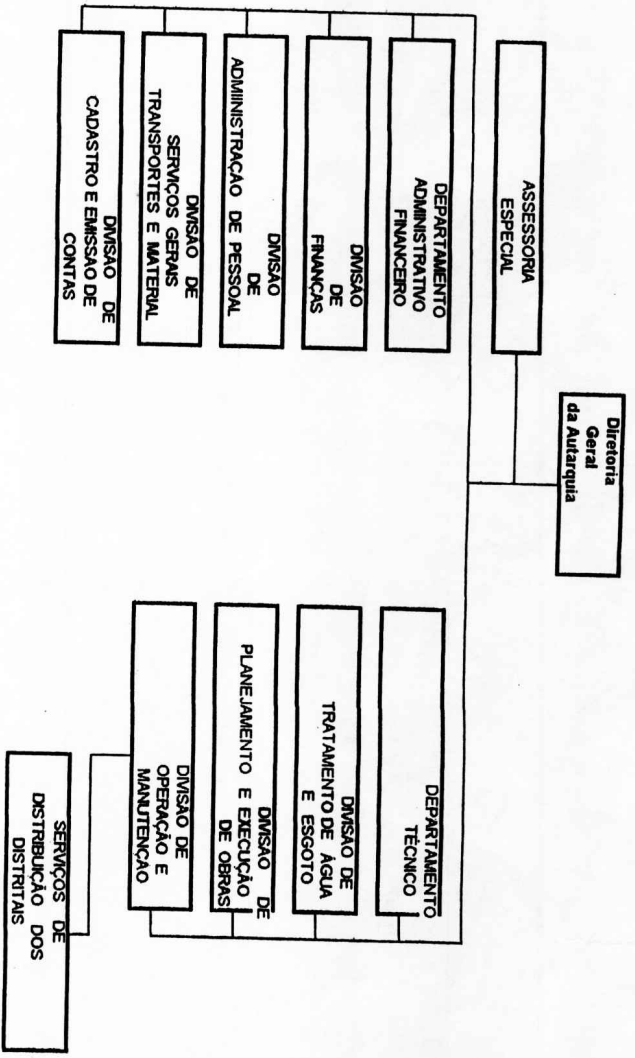 Diretoria
Geral
da Autarquia
ASSESSORIA
ESPECIAL
DEPARTAMENTO
ADMINISTRATIVO
FINANCEIRO
DIVISÃO
DE
FINANÇAS
DIVISÃO
DE
ADMINISTRAÇÃO DE PESSOAL
DIVISÃO DE
SERVIÇOS GERAIS
TRANSPORTES E MATERIAL
DIVISÃO DE
CADASTRO E EMISSÃO DE
CONTAS
DEPARTAMENTO
TÉCNICO
DIVISÃO DE
TRATAMENTO DE ÁGUA
E ESGOTO
DIVISÃO DE
PLANEJAMENTO E EXECUÇÃO
DE OBRAS
DIVISÃO DE
OPERAÇÃO E
MANUTENÇÃO
SERVIÇOS DE
DISTRIBUIÇÃO DOS
DISTRITAIS